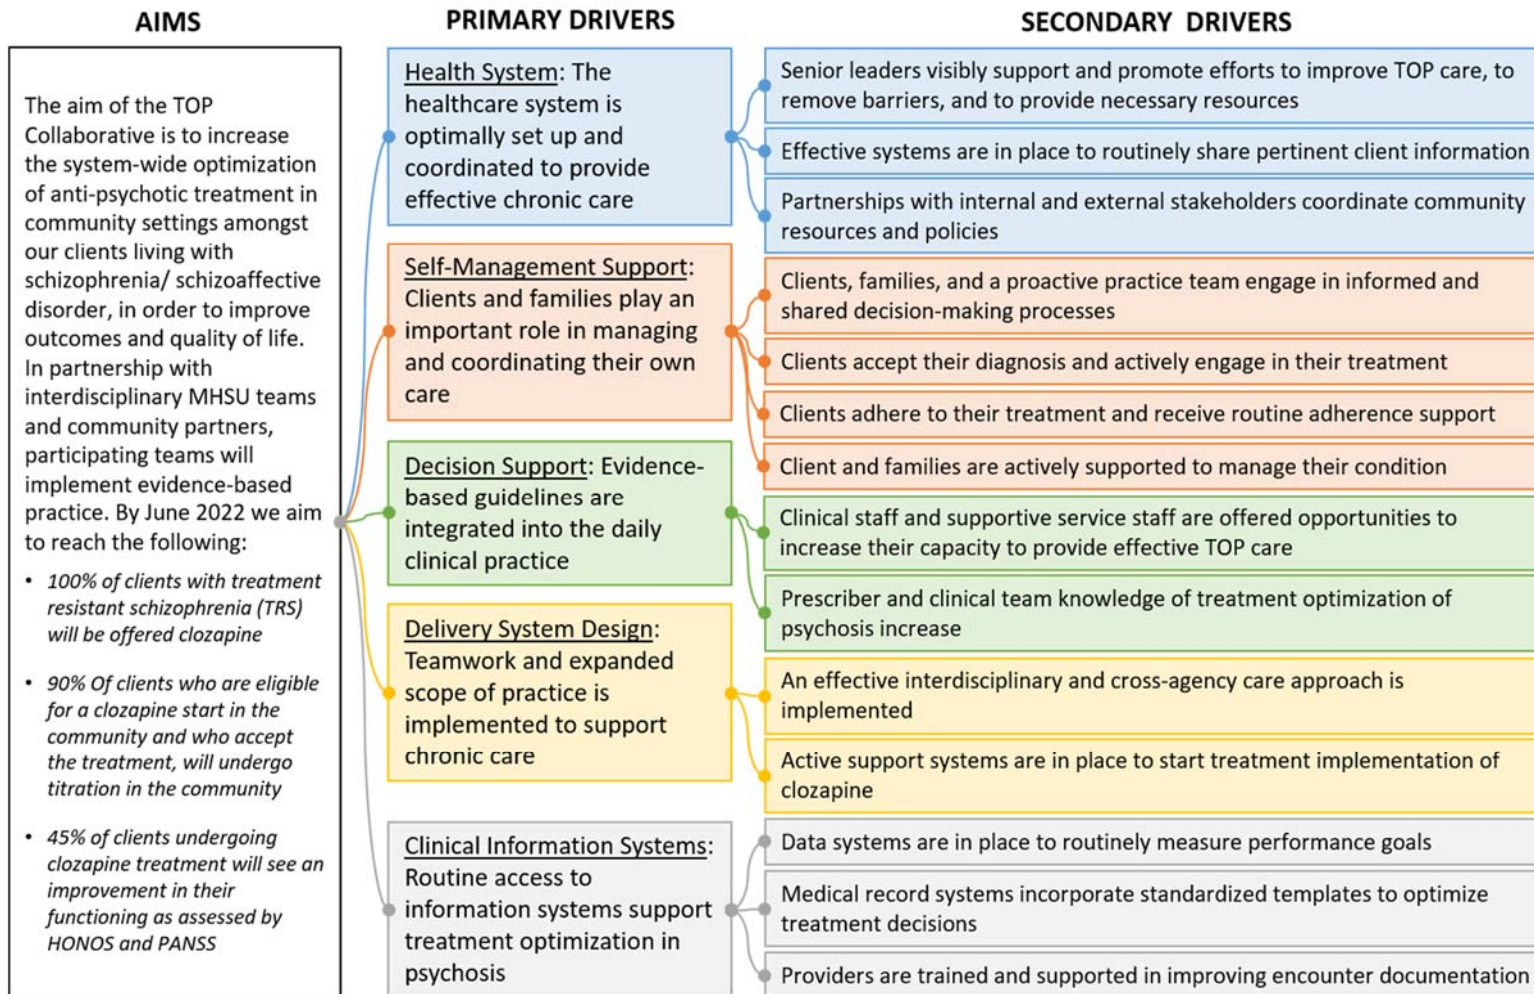 AIMS
PRIMARY DRIVERS
SECONDARY DRIVERS
The aim of the TOP
Collaborative is to increase
the system-wide optimization
of anti-psychotic treatment in
community settings amongst
our clients living with
schizophrenia/ schizoaffective
disorder, in order to improve
outcomes and quality of life.
In partnership with
interdisciplinary MHSU teams
and community partners,
participating teams will
implement evidence-based
practice. By June 2022 we aim
to reach the following:
• 100% of clients with treatment
resistant schizophrenia (TRS)
will be offered clozapine
• 90% Of clients who are eligible
for a clozapine start in the
community and who accept
the treatment, will undergo
titration in the community
• 45% of clients undergoing
clozapine treatment will see an
improvement in their
functioning as assessed by
HONOS and PANSS
Health System: The
healthcare system is
optimally set up and
coordinated to provide
effective chronic care
Senior leaders visibly support and promote efforts to improve TOP care, to
remove barriers, and to provide necessary resources
Effective systems are in place to routinely share pertinent client information
Partnerships with internal and external stakeholders coordinate community
resources and policies
Self-Management Support:
Clients and families play an
important role in managing
and coordinating their own
care
Clients, families, and a proactive practice team engage in informed and
shared decision-making processes
Clients accept their diagnosis and actively engage in their treatment
Clients adhere to their treatment and receive routine adherence support
Client and families are actively supported to manage their condition
Decision Support: Evidence-
based guidelines are
integrated into the daily
clinical practice
Clinical staff and supportive service staff are offered opportunities to
increase their capacity to provide effective TOP care
Prescriber and clinical team knowledge of treatment optimization of
psychosis increase
Delivery System Design:
Teamwork and expanded
scope of practice is
implemented to support
chronic care
An effective interdisciplinary and cross-agency care approach is
implemented
Active support systems are in place to start treatment implementation of
clozapine
Clinical Information Systems:
Routine access to
information systems support
treatment optimization in
psychosis
Data systems are in place to routinely measure performance goals
Medical record systems incorporate standardized templates to optimize
treatment decisions
Providers are trained and supported in improving encounter documentation